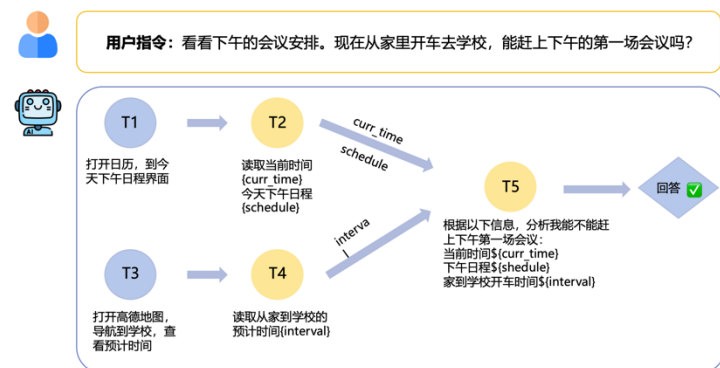 用户指令：看看下午的会议安排。现在从家里开车去学校，能赶上下午的第一场会议吗？
AI
T1
打开日历，到今
天下午日程界面
T2
读取当前时间
{curr_time}
今天下午日程
{schedule}
curr_time
schedule
T3
打开高德地图，
导航到学校，查
看预计时间
T4
读取从家到学校的
预计时间{interval}
interva
l
T5
根据以下信息，分析我能不能赶
上下午第一场会议：
当前时间${curr_time}
下午日程${shedule}
家到学校开车时间${interval}
回答